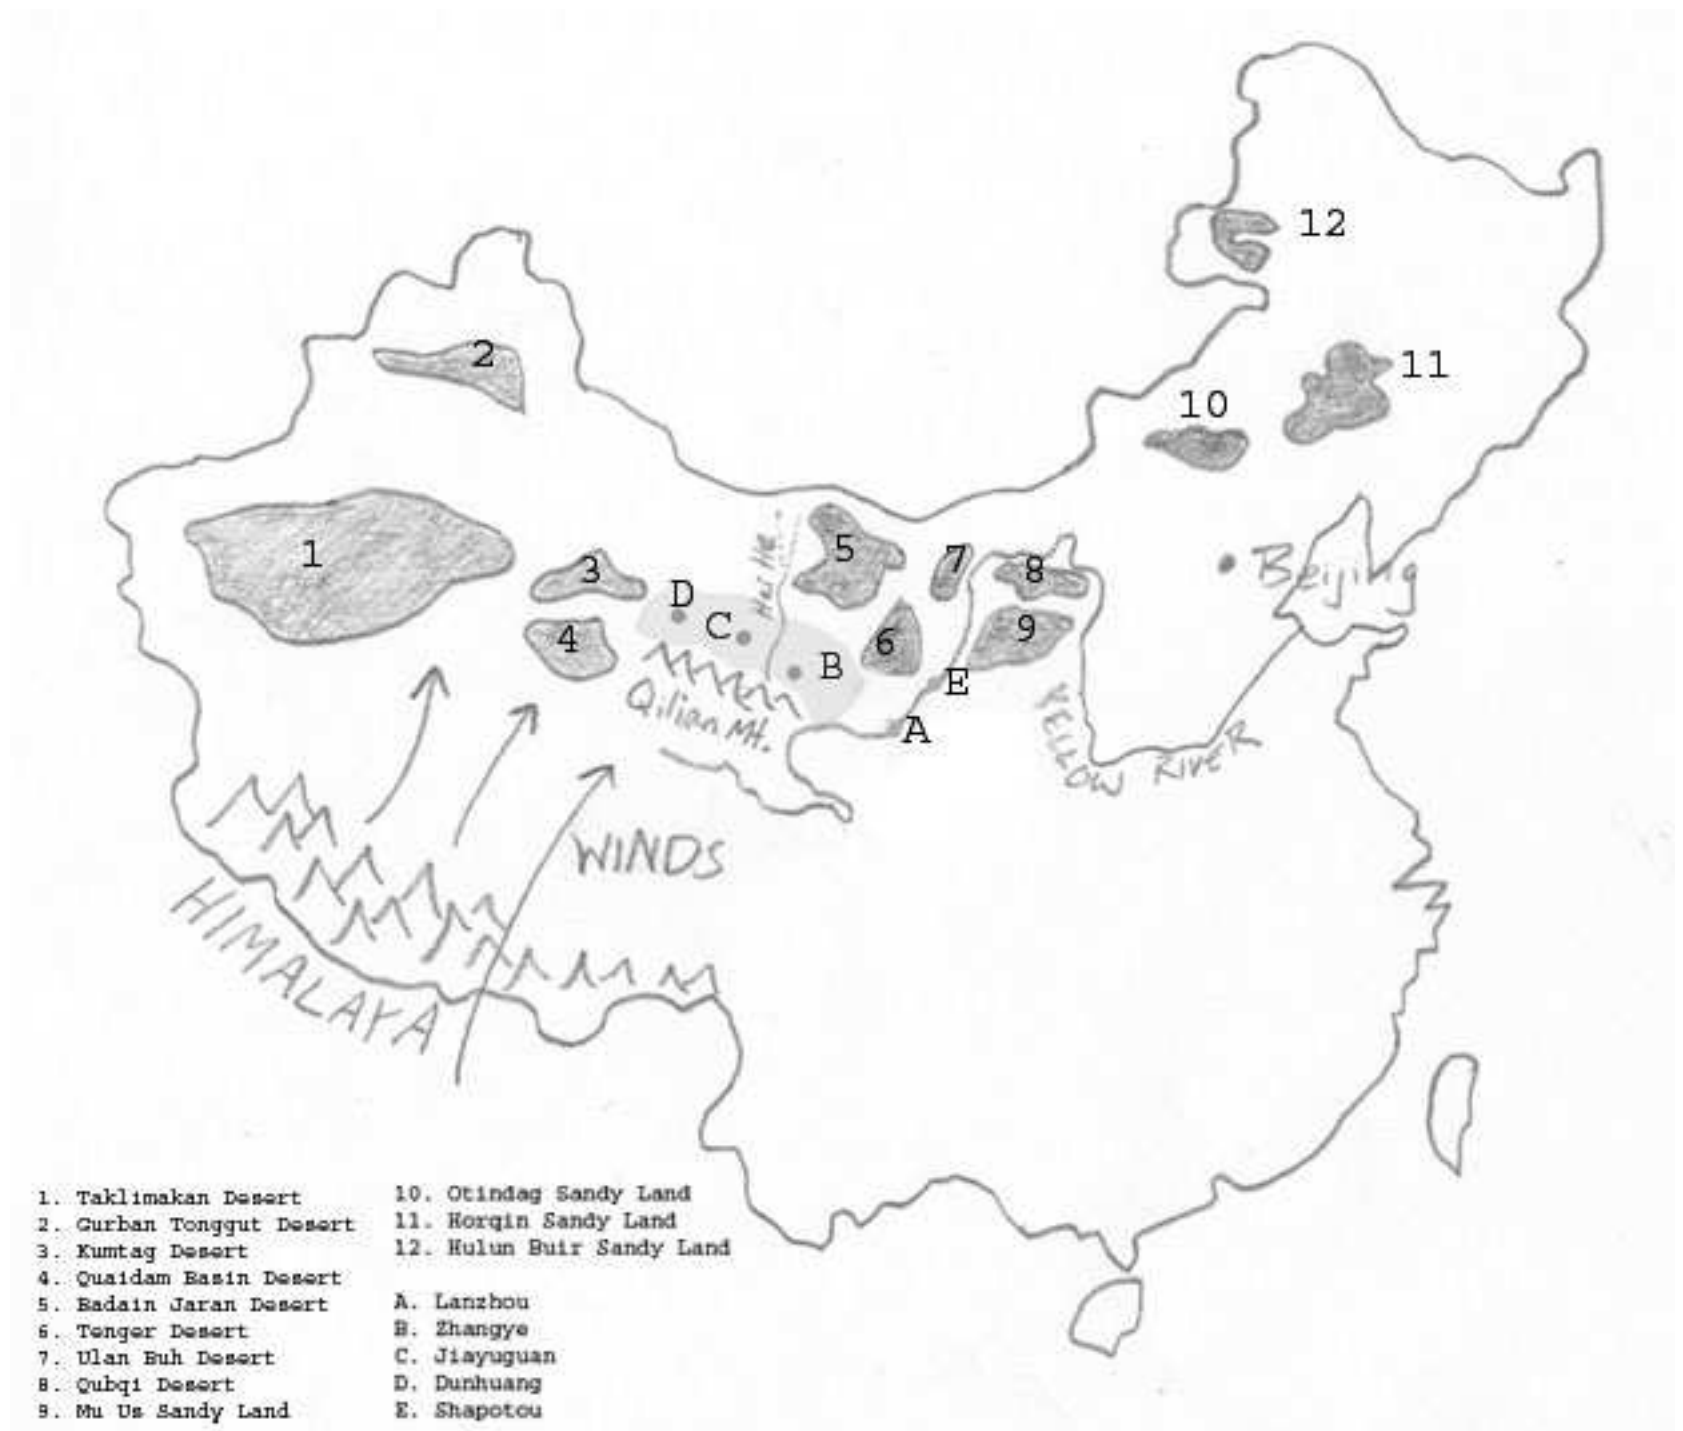 12
2
11
10
1
5
7
8
3
Beijing
D
Hai He
C
4
6
9
B
E
Qilian Mt.
A
YELLOW RIVER
WINDS
HIMALAYA
1. Taklimakan Desert
2. Gurban Tonggut Desert
3. Kumtag Desert
4. Quaidam Basin Desert
5. Badain Jaran Desert
6. Tenger Desert
7. Ulan Buh Desert
8. Qubqi Desert
9. Mu Us Sandy Land
10. Otindag Sandy Land
11. Horqin Sandy Land
12. Hulun Buir Sandy Land
A. Lanzhou
B. Zhangye
C. Jiayuguan
D. Dunhuang
E. Shapotou